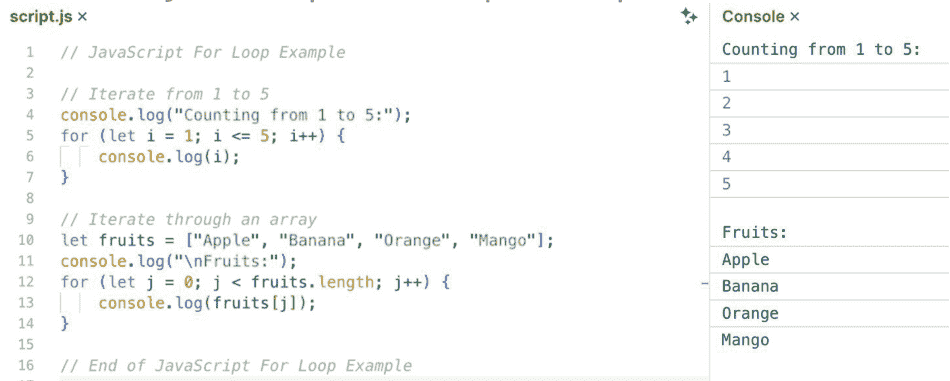 script.js ×
1 // JavaScript For Loop Example
2
3 // Iterate from 1 to 5
4 console.log("Counting from 1 to 5:");
5 for (let i = 1; i <= 5; i++) {
6     console.log(i);
7 }
8
9 // Iterate through an array
10 let fruits = ["Apple", "Banana", "Orange", "Mango"];
11 console.log("\nFruits:");
12 for (let j = 0; j < fruits.length; j++) {
13     console.log(fruits[j]);
14 }
15
16 // End of JavaScript For Loop Example
Console ×
Counting from 1 to 5:
1
2
3
4
5
Fruits:
Apple
Banana
Orange
Mango